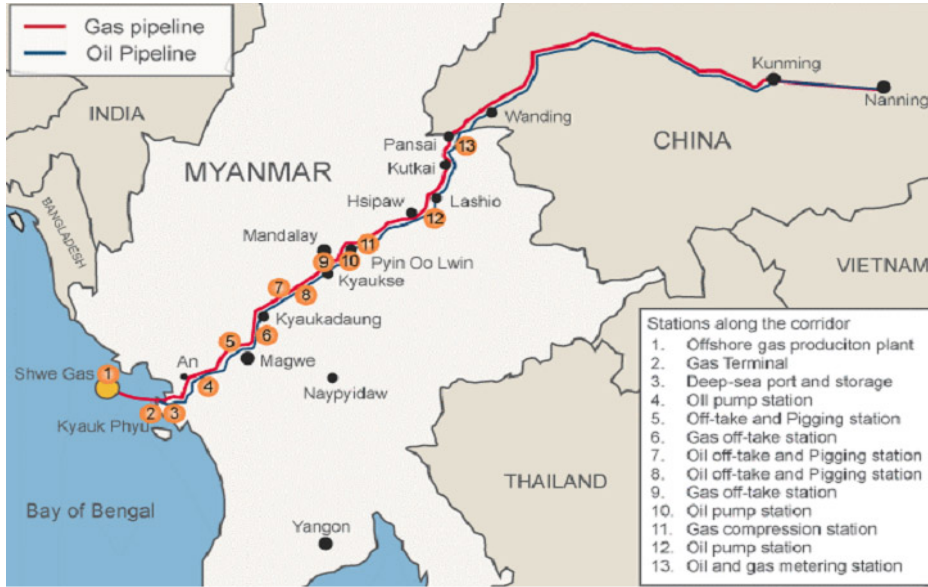 Gas pipeline
Oil Pipeline
Kunming
Nanning
INDIA
Wanding
Pansai
CHINA
13
Kutkai
MYANMAR
BANGLADESH
Hsipaw
Lashio
12
Mandalay
11
9
10
Pyin Oo Lwin
VIETNAM
Kyaukse
7
8
Kyaukadaung
5
6
An
Magwe
Shwe Gas
1
4
Naypyidaw
2
3
Kyauk Phyu
THAILAND
Bay of Bengal
Yangon
Stations along the corridor
1. Offshore gas produciton plant
2. Gas Terminal
3. Deep-sea port and storage
4. Oil pump station
5. Off-take and Pigging station
6. Gas off-take station
7. Oil off-take and Pigging station
8. Oil off-take and Pigging station
9. Gas off-take station
10. Oil pump station
11. Gas compression station
12. Oil pump station
13. Oil and gas metering station